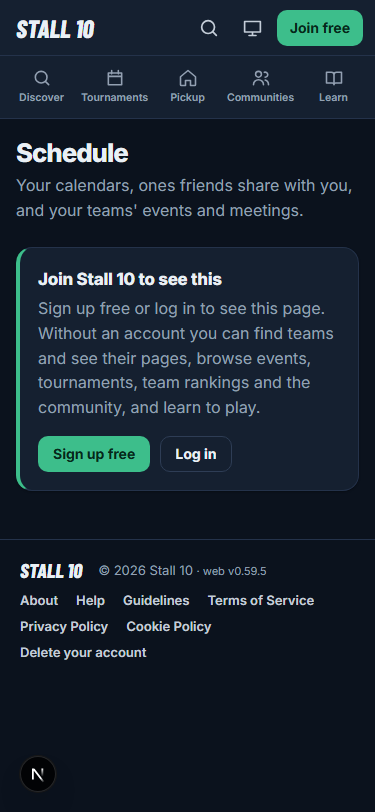 STALL 10
Join free
Discover
Tournaments
Pickup
Communities
Learn
Schedule
Your calendars, ones friends share with you,
and your teams' events and meetings.
Join Stall 10 to see this
Sign up free or log in to see this page.
Without an account you can find teams
and see their pages, browse events,
tournaments, team rankings and the
community, and learn to play.
Sign up free
Log in
STALL 10 © 2026 Stall 10 · web v0.59.5
About Help Guidelines Terms of Service
Privacy Policy Cookie Policy
Delete your account
N